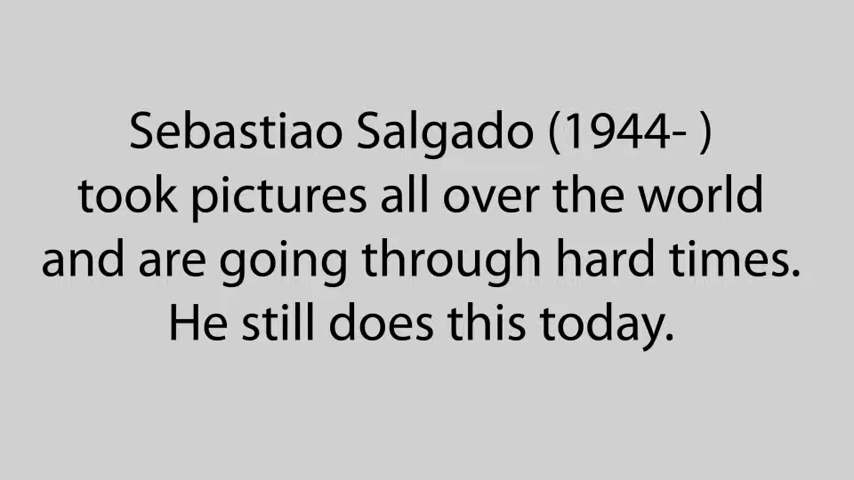 Sebastiao Salgado (1944- )
took pictures all over the world
and are going through hard times.
He still does this today.